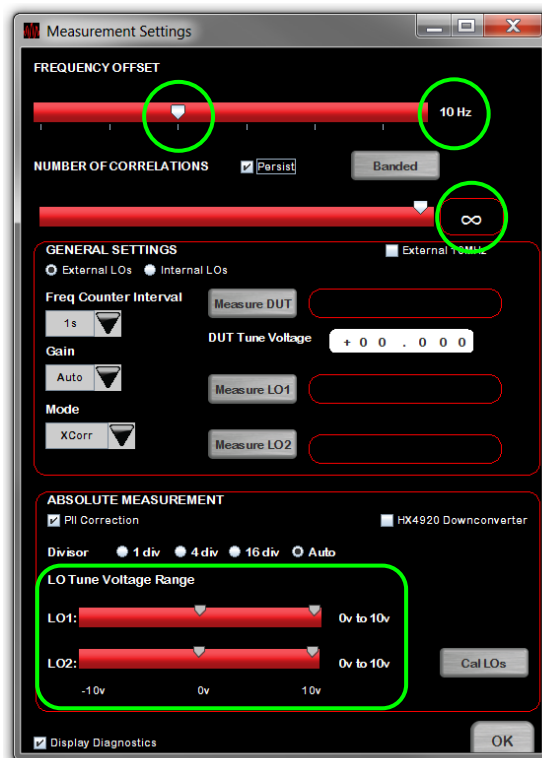 Measurement Settings
FREQUENCY OFFSET
10 Hz
NUMBER OF CORRELATIONS Persist Banded
∞
GENERAL SETTINGS External 10MHz
External LOs Internal LOs
Freq Counter Interval Measure DUT
1s
DUT Tune Voltage +00.000
Gain
Auto Measure LO1
Mode
XCorr Measure LO2
ABSOLUTE MEASUREMENT
Pll Correction HX4920 Downconverter
Divisor 1 div 4 div 16 div Auto
LO Tune Voltage Range
LO1: 0v to 10v
LO2: 0v to 10v Cal LOs
-10v 0v 10v
Display Diagnostics OK